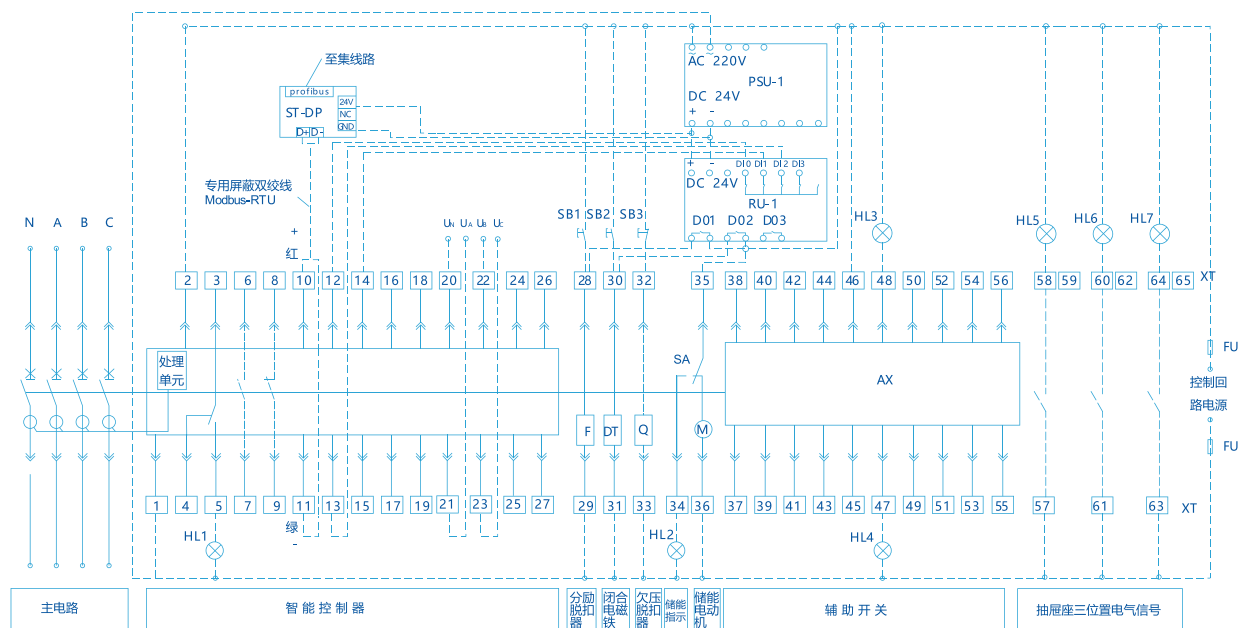 至集线路
profibus
ST-DP
24V
NC
GND
D+ D-
AC 220V
PSU-1
DC 24V
+ -
+ -
DI0 DI1 DI2 DI3
DC 24V
RU-1
D01 D02 D03
专用屏蔽双绞线
Modbus-RTU
+
红
N A B C
UN UA UB UC
SB1 SB2 SB3
HL3
HL5 HL6 HL7
2 3 6 8 10 12 14 16 18 20 22 24 26 28 30 32 35 38 40 42 44 46 48 50 52 54 56 58 59 60 62 64 65 XT
处理
单元
SA
AX
F DT Q M
FU
控制回
路电源
FU
1 4 5 7 9 11 13 15 17 19 21 23 25 27 29 31 33 34 36 37 39 41 43 45 47 49 51 53 55 57 61 63 XT
绿
-
HL1 HL2 HL4
主电路
智能控制器
分励
脱扣
器
闭合
电磁
铁
欠压
脱扣
器
储能
指示
储能
电动
机
辅助开关
抽屉座三位置电气信号